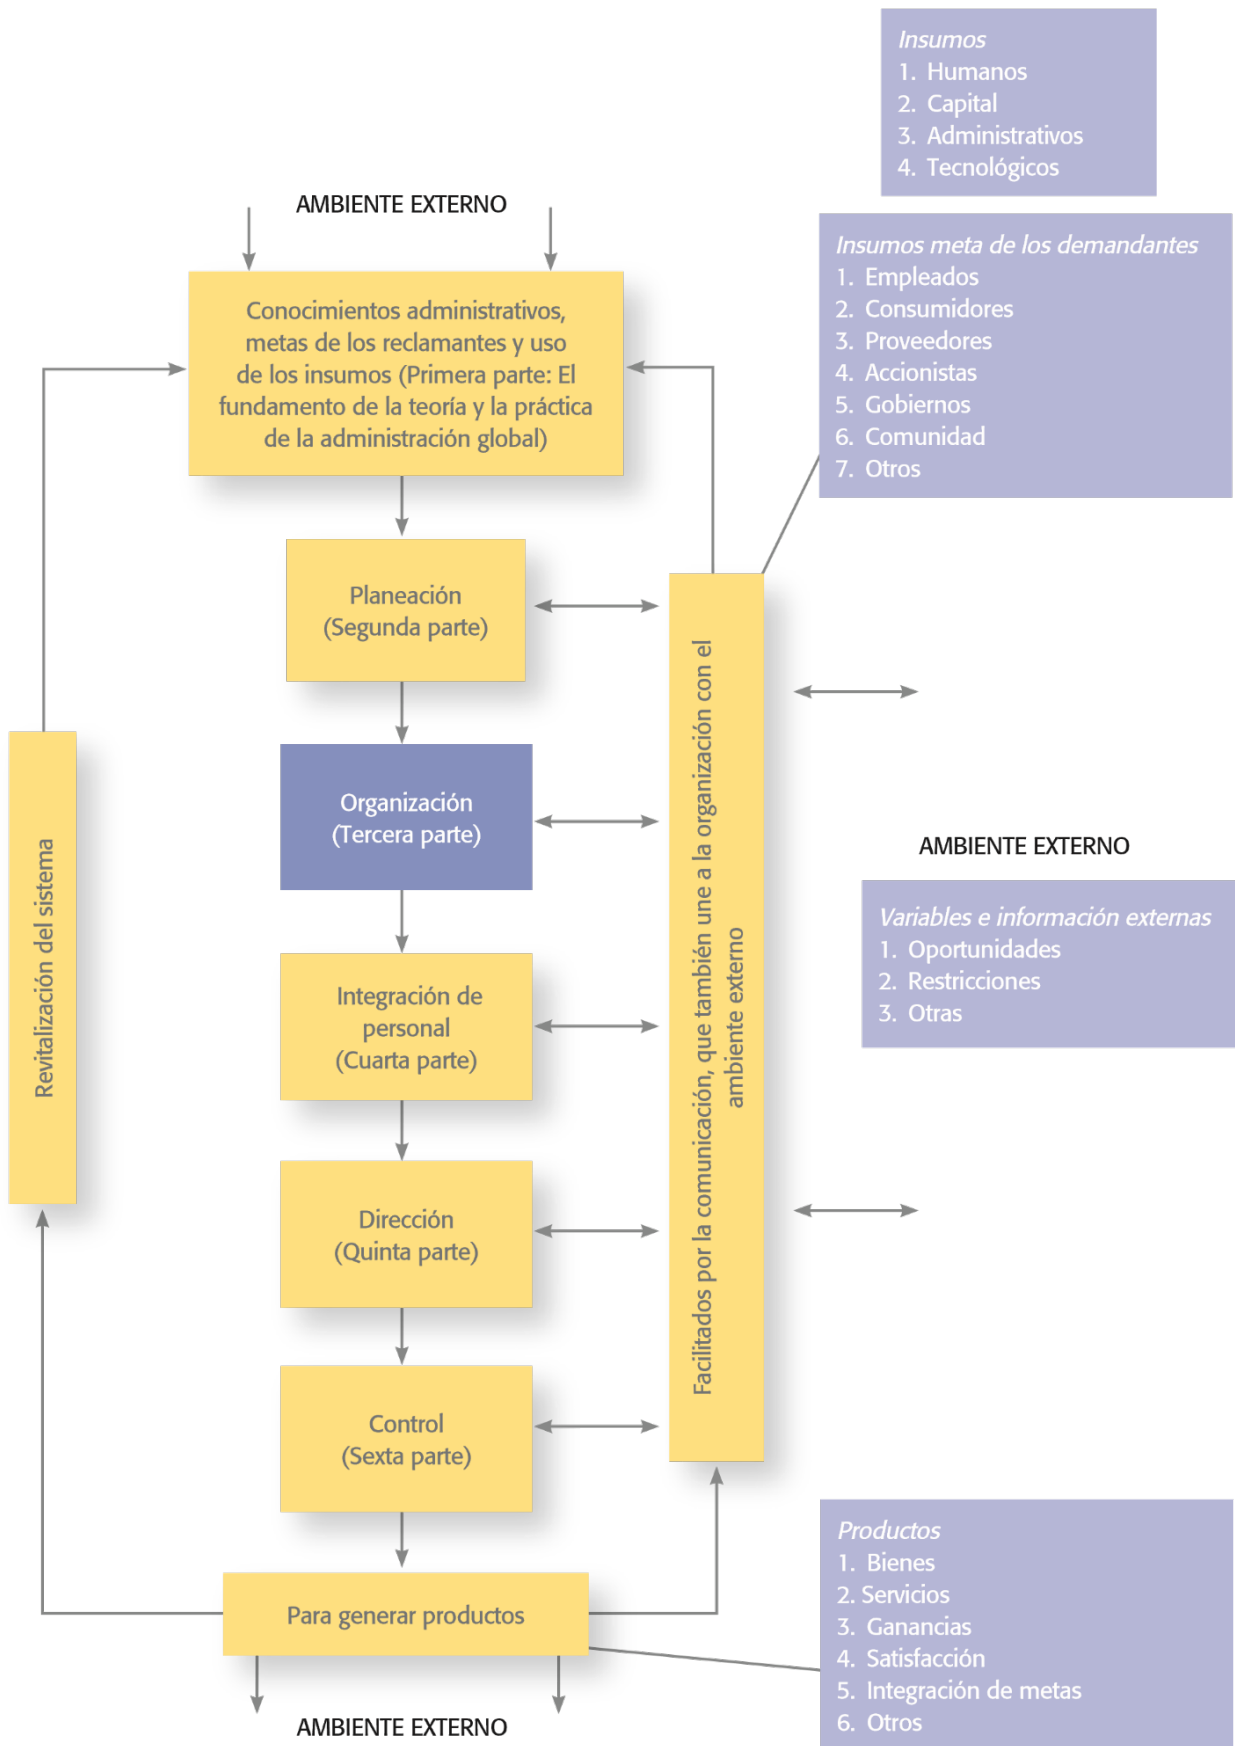 Insumos
1. Humanos
2. Capital
3. Administrativos
4. Tecnológicos
AMBIENTE EXTERNO
Insumos meta de los demandantes
1. Empleados
2. Consumidores
3. Proveedores
4. Accionistas
5. Gobiernos
6. Comunidad
7. Otros
Conocimientos administrativos,
metas de los reclamantes y uso
de los insumos (Primera parte: El
fundamento de la teoría y la práctica
de la administración global)
Planeación
(Segunda parte)
Organización
(Tercera parte)
Integración de
personal
(Cuarta parte)
Dirección
(Quinta parte)
Control
(Sexta parte)
Para generar productos
AMBIENTE EXTERNO
Revitalización del sistema
Facilitados por la comunicación, que también une a la organización con el
ambiente externo
AMBIENTE EXTERNO
Variables e información externas
1. Oportunidades
2. Restricciones
3. Otras
Productos
1. Bienes
2. Servicios
3. Ganancias
4. Satisfacción
5. Integración de metas
6. Otros